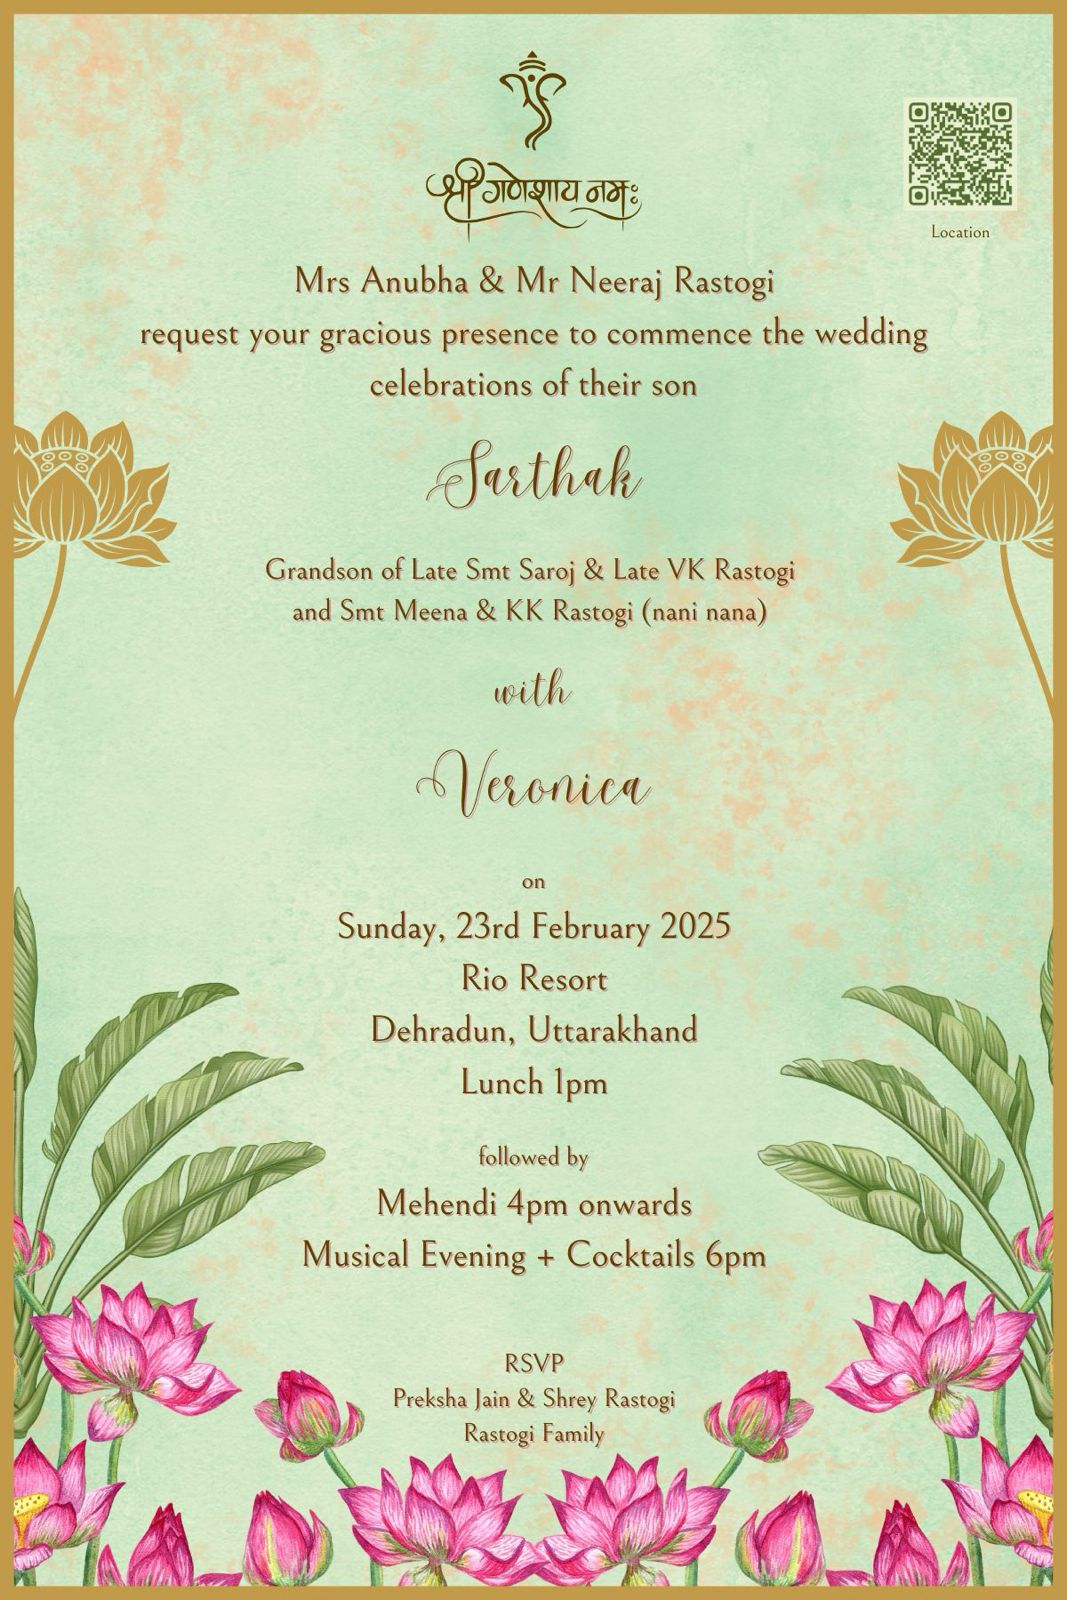 श्री गणेशाय नमः
Location
Mrs Anubha & Mr Neeraj Rastogi
request your gracious presence to commence the wedding
celebrations of their son
Sarthak
Grandson of Late Smt Saroj & Late VK Rastogi
and Smt Meena & KK Rastogi (nani nana)
with
Veronica
on
Sunday, 23rd February 2025
Rio Resort
Dehradun, Uttarakhand
Lunch 1pm
followed by
Mehendi 4pm onwards
Musical Evening + Cocktails 6pm
RSVP
Preksha Jain & Shrey Rastogi
Rastogi Family